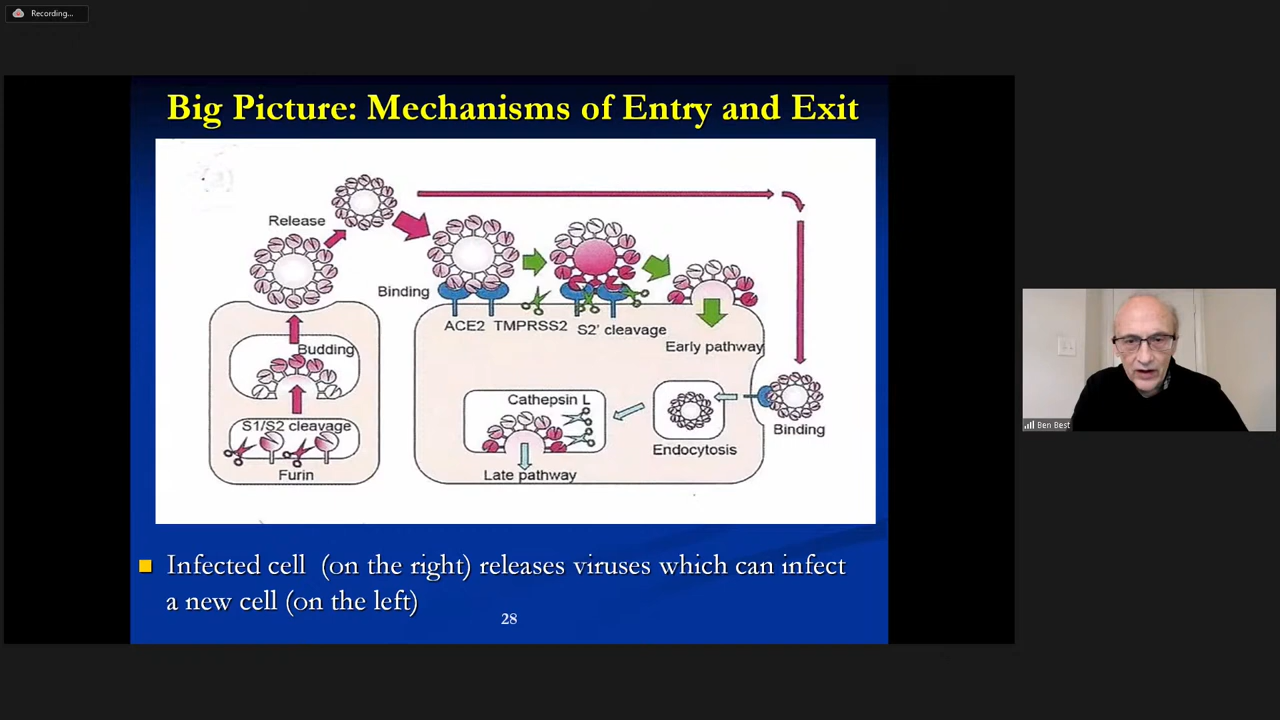 Recording...
Big Picture: Mechanisms of Entry and Exit
Release
Binding
ACE2 TMPRSS2 S2' cleavage
Early pathway
Budding
S1/S2 cleavage
Furin
Cathepsin L
Late pathway
Endocytosis
Binding
Infected cell (on the right) releases viruses which can infect
a new cell (on the left)
28
Ben Best